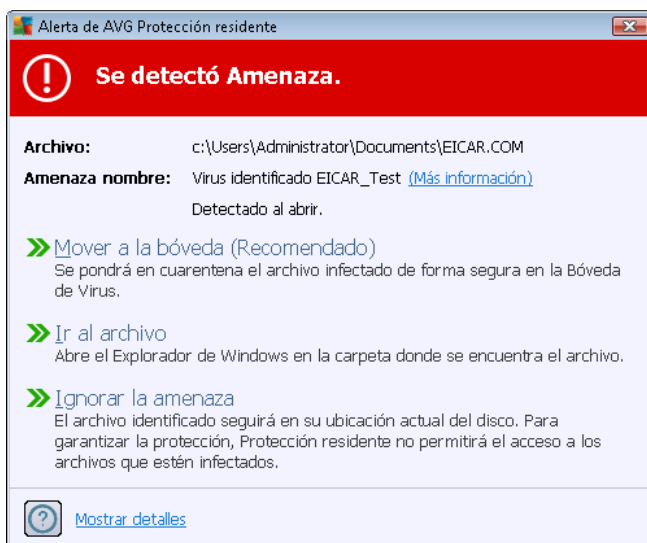 Alerta de AVG Protección residente
Se detectó Amenaza.
Archivo: c:\Users\Administrator\Documents\EICAR.COM
Amenaza nombre: Virus identificado EICAR_Test (Más información)
Detectado al abrir.
Mover a la bóveda (Recomendado)
Se pondrá en cuarentena el archivo infectado de forma segura en la Bóveda
de Virus.
Ir al archivo
Abre el Explorador de Windows en la carpeta donde se encuentra el archivo.
Ignorar la amenaza
El archivo identificado seguirá en su ubicación actual del disco. Para
garantizar la protección, Protección residente no permitirá el acceso a los
archivos que estén infectados.
Mostrar detalles